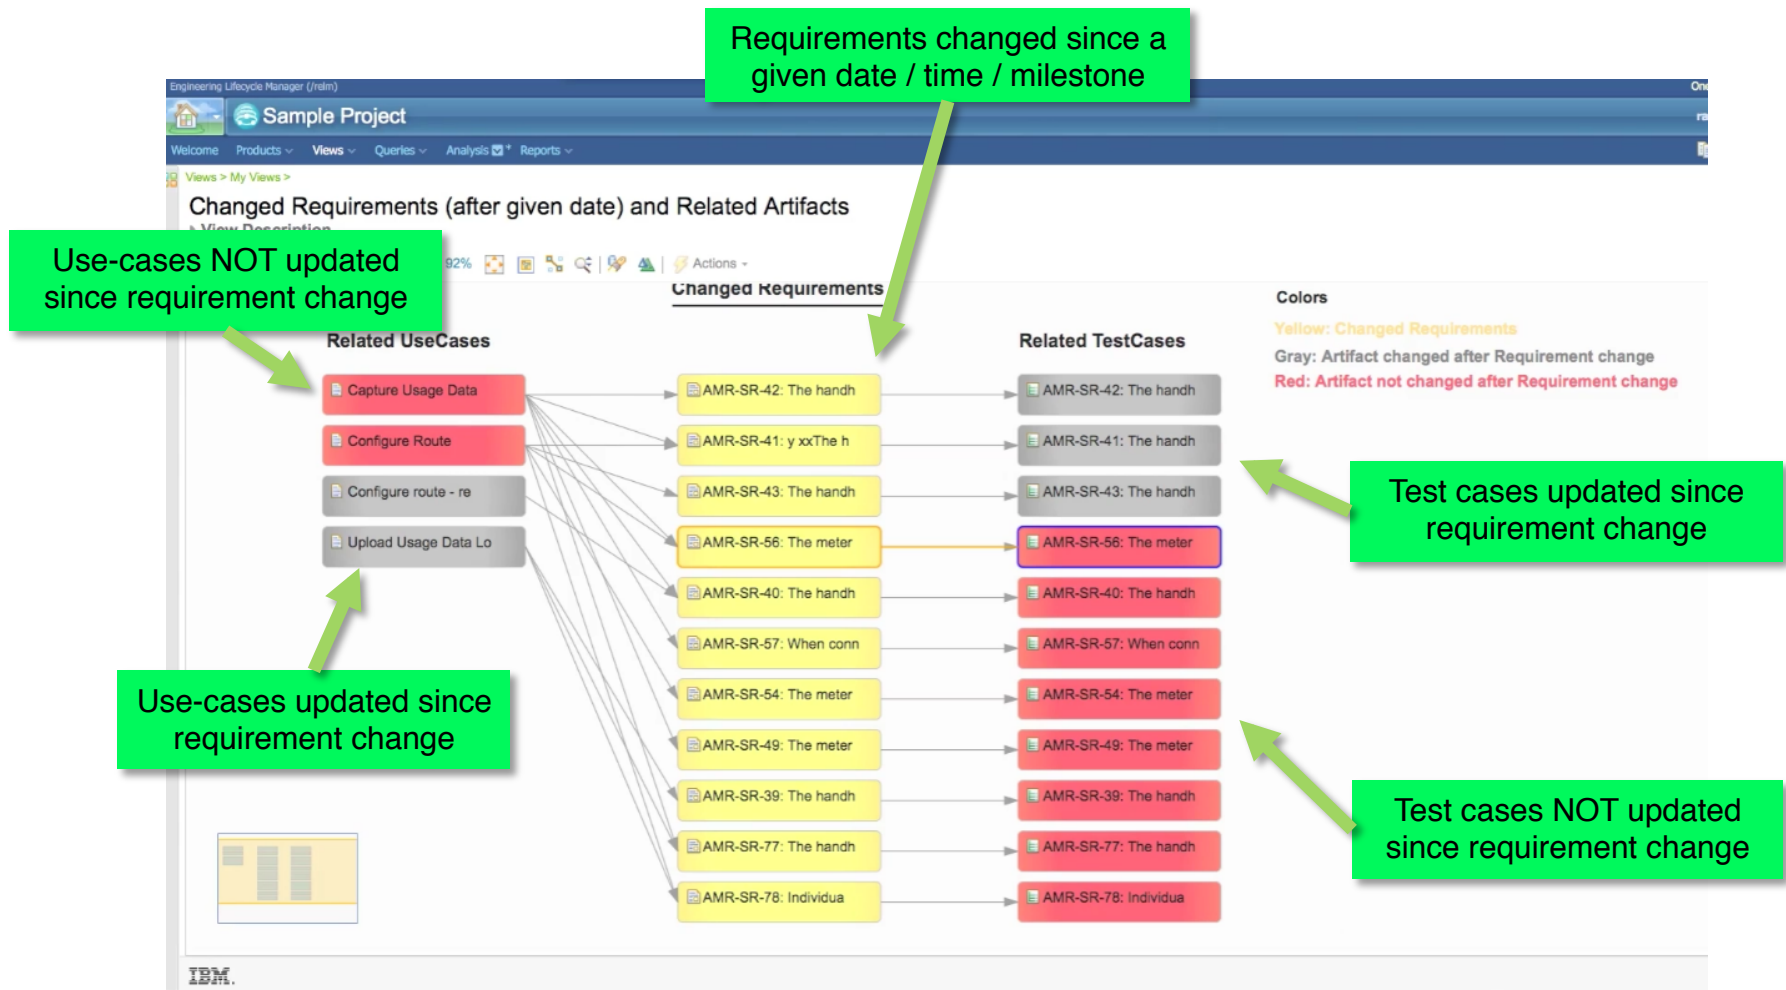 Requirements changed since a
given date / time / milestone
Engineering Lifecycle Manager (/relm)
Sample Project
Welcome Products Views Queries Analysis Reports
Views > My Views >
Changed Requirements (after given date) and Related Artifacts
View Description
Use-cases NOT updated
since requirement change
92%
Actions
Changed Requirements
Related UseCases
Related TestCases
Colors
Yellow: Changed Requirements
Gray: Artifact changed after Requirement change
Red: Artifact not changed after Requirement change
Capture Usage Data
AMR-SR-42: The handh
AMR-SR-42: The handh
Configure Route
AMR-SR-41: y xxThe h
AMR-SR-41: The handh
Configure route - re
AMR-SR-43: The handh
AMR-SR-43: The handh
Test cases updated since
requirement change
Upload Usage Data Lo
AMR-SR-56: The meter
AMR-SR-56: The meter
AMR-SR-40: The handh
AMR-SR-40: The handh
AMR-SR-57: When conn
AMR-SR-57: When conn
Use-cases updated since
requirement change
AMR-SR-54: The meter
AMR-SR-54: The meter
AMR-SR-49: The meter
AMR-SR-49: The meter
AMR-SR-39: The handh
AMR-SR-39: The handh
Test cases NOT updated
since requirement change
AMR-SR-77: The handh
AMR-SR-77: The handh
AMR-SR-78: Individua
AMR-SR-78: Individua
IBM.